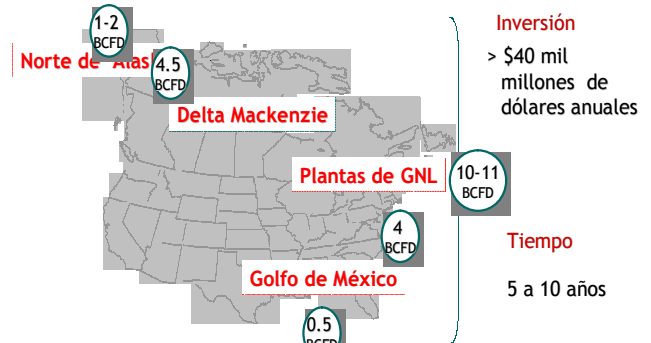 1-2
BCFD
Inversión
Norte de Alas
4.5
BCFD
> $40 mil
millones de
dólares anuales
Delta Mackenzie
Plantas de GNL
10-11
BCFD
4
BCFD
Tiempo
Golfo de México
5 a 10 años
0.5
BCFD